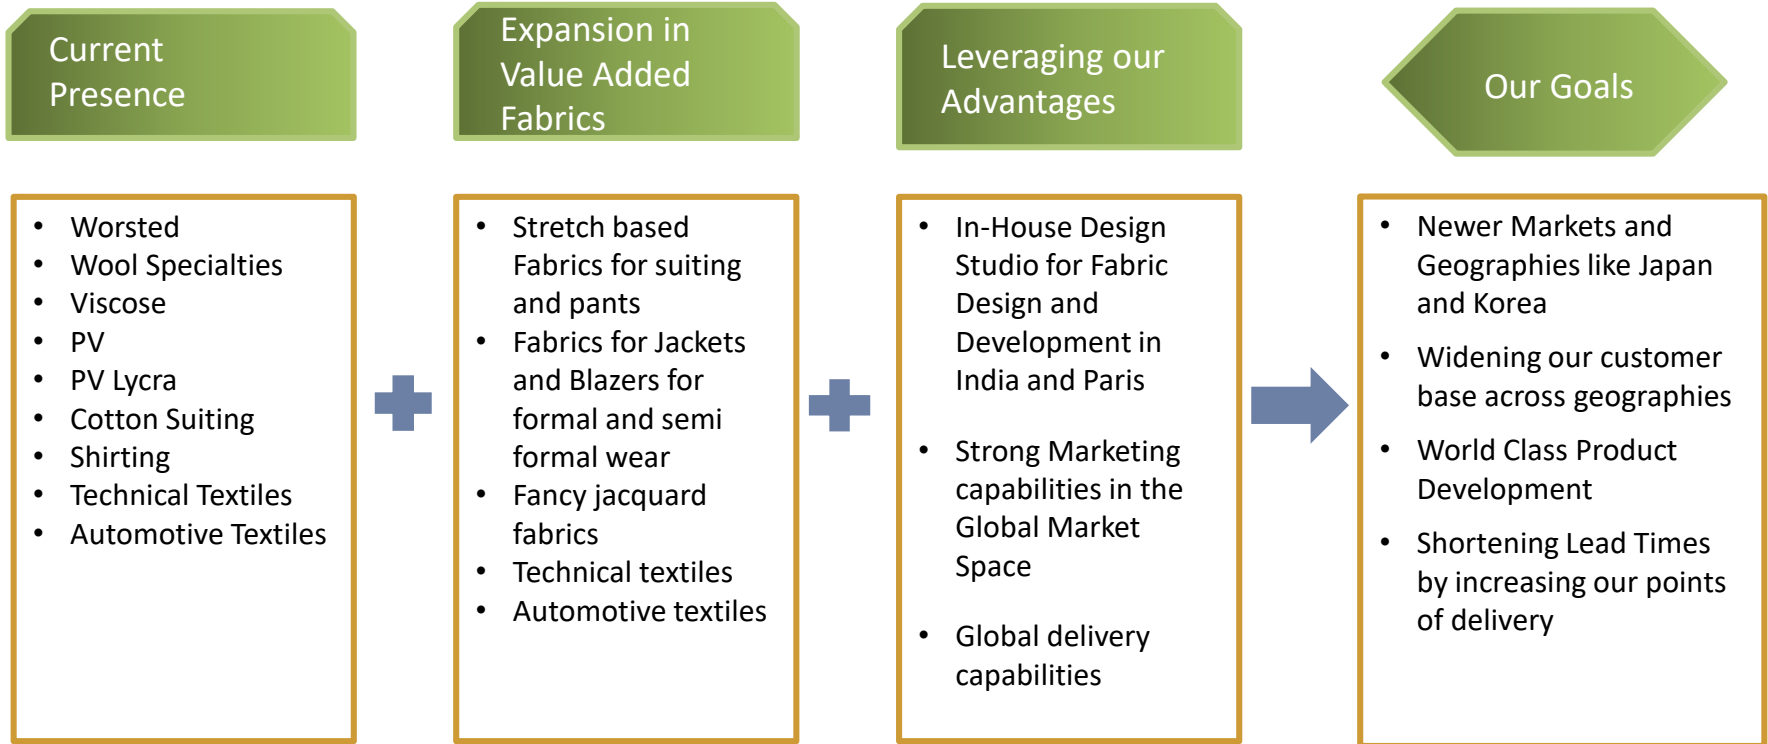 Current
Presence
Expansion in
Value Added
Fabrics
Leveraging our
Advantages
Our Goals
• Worsted
• Wool Specialties
• Viscose
• PV
• PV Lycra
• Cotton Suiting
• Shirting
• Technical Textiles
• Automotive Textiles
• Stretch based
Fabrics for suiting
and pants
• Fabrics for Jackets
and Blazers for
formal and semi
formal wear
• Fancy jacquard
fabrics
• Technical textiles
• Automotive textiles
• In-House Design
Studio for Fabric
Design and
Development in
India and Paris
• Strong Marketing
capabilities in the
Global Market
Space
• Global delivery
capabilities
• Newer Markets and
Geographies like Japan
and Korea
• Widening our customer
base across geographies
• World Class Product
Development
• Shortening Lead Times
by increasing our points
of delivery